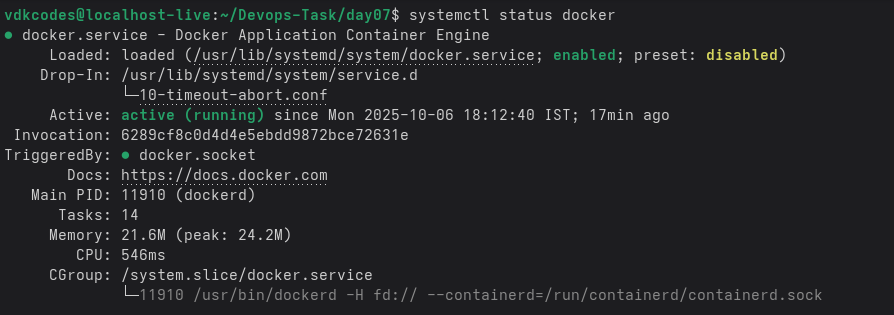 vdkcodes@localhost-live:~/Devops-Task/day07$ systemctl status docker
● docker.service - Docker Application Container Engine
Loaded: loaded (/usr/lib/systemd/system/docker.service; enabled; preset: disabled)
Drop-In: /usr/lib/systemd/system/service.d
└─10-timeout-abort.conf
Active: active (running) since Mon 2025-10-06 18:12:40 IST; 17min ago
Invocation: 6289cf8c0d4d4e5ebdd9872bce72631e
TriggeredBy: ● docker.socket
Docs: https://docs.docker.com
Main PID: 11910 (dockerd)
Tasks: 14
Memory: 21.6M (peak: 24.2M)
CPU: 546ms
CGroup: /system.slice/docker.service
└─11910 /usr/bin/dockerd -H fd:// --containerd=/run/containerd/containerd.sock